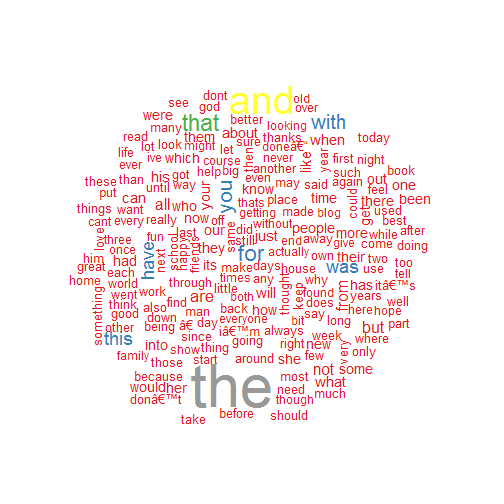 dont old
see god and over
were better looking with
many that about
read them sure thanks when today
lot look might let then doneâ€™ like year
life ive which course never first night
ever his got help big another such
these than until way even may said again could feel book
put can all who your you know place time get there one been
things want thats used
cant every really now off getting made blog best
love fun last our did without people more while after
three happy they same still just end away give come doing
him have next school friends for actually own their two
great had its make days house was use too
each any tell
home world through times thought keep why has itâ€™s
went work are little will found from years well
something think also find both how say here hope
good down man back everyone bit long but part
other being â€ day iâ€™m always
this since going week where
into show thing right new very only
family those start around she few
because most not some
would her the need what
donâ€™t though much
take before should